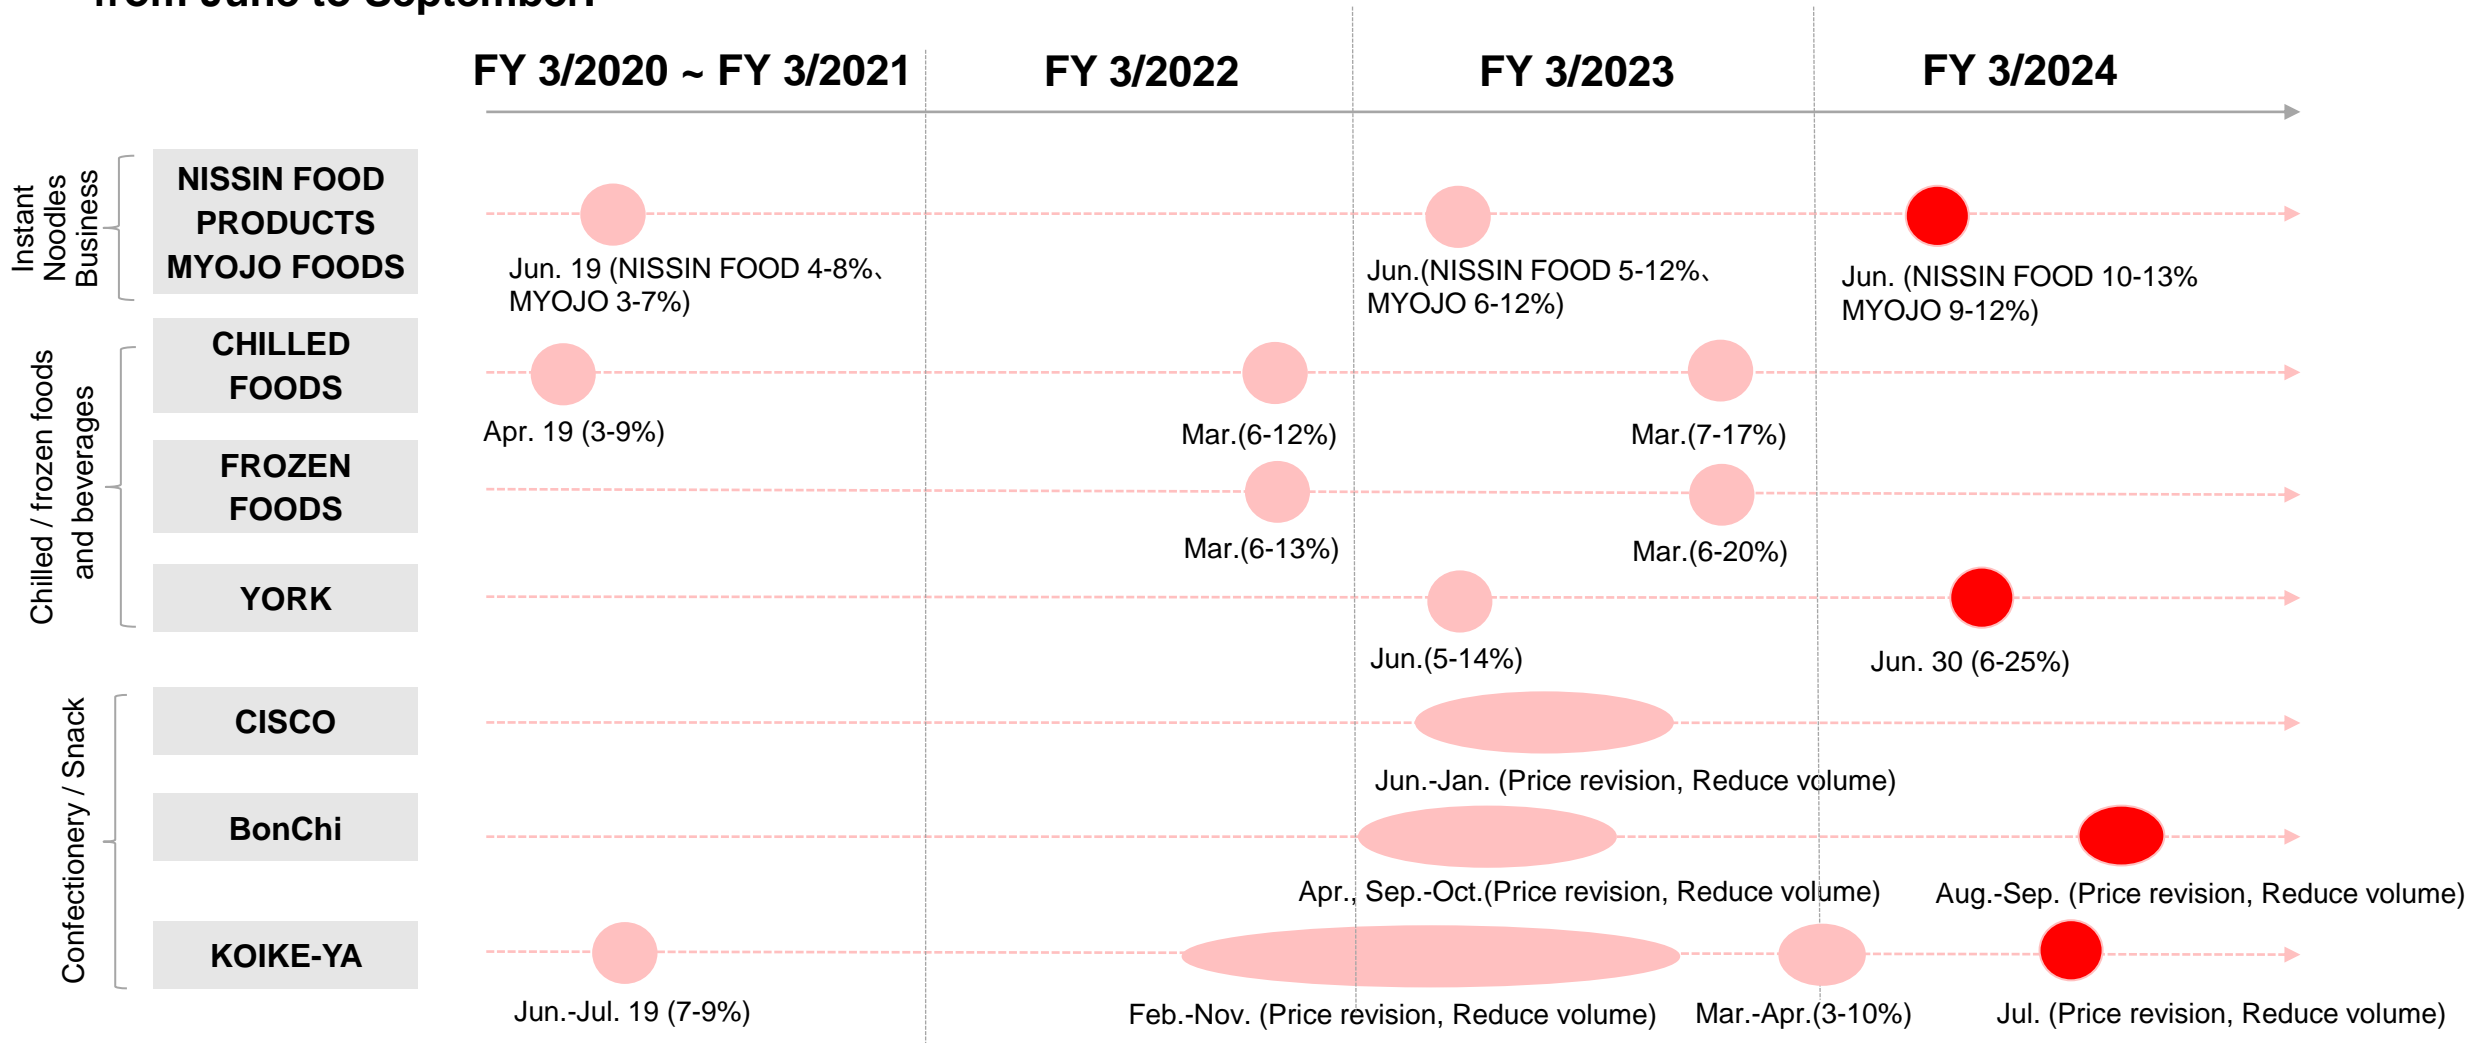 from June to September.
FY 3/2020 ~ FY 3/2021
FY 3/2022
FY 3/2023
FY 3/2024
Instant
Noodles
Business
NISSIN FOOD
PRODUCTS
MYOJO FOODS
Jun. 19 (NISSIN FOOD 4-8%、
MYOJO 3-7%)
Jun.(NISSIN FOOD 5-12%、
MYOJO 6-12%)
Jun. (NISSIN FOOD 10-13%
MYOJO 9-12%)
Chilled / frozen foods
and beverages
CHILLED
FOODS
Apr. 19 (3-9%)
Mar.(6-12%)
Mar.(7-17%)
FROZEN
FOODS
Mar.(6-13%)
Mar.(6-20%)
YORK
Jun.(5-14%)
Jun. 30 (6-25%)
Confectionery / Snack
CISCO
Jun.-Jan. (Price revision, Reduce volume)
BonChi
Apr., Sep.-Oct.(Price revision, Reduce volume)
Aug.-Sep. (Price revision, Reduce volume)
KOIKE-YA
Jun.-Jul. 19 (7-9%)
Feb.-Nov. (Price revision, Reduce volume)
Mar.-Apr.(3-10%)
Jul. (Price revision, Reduce volume)